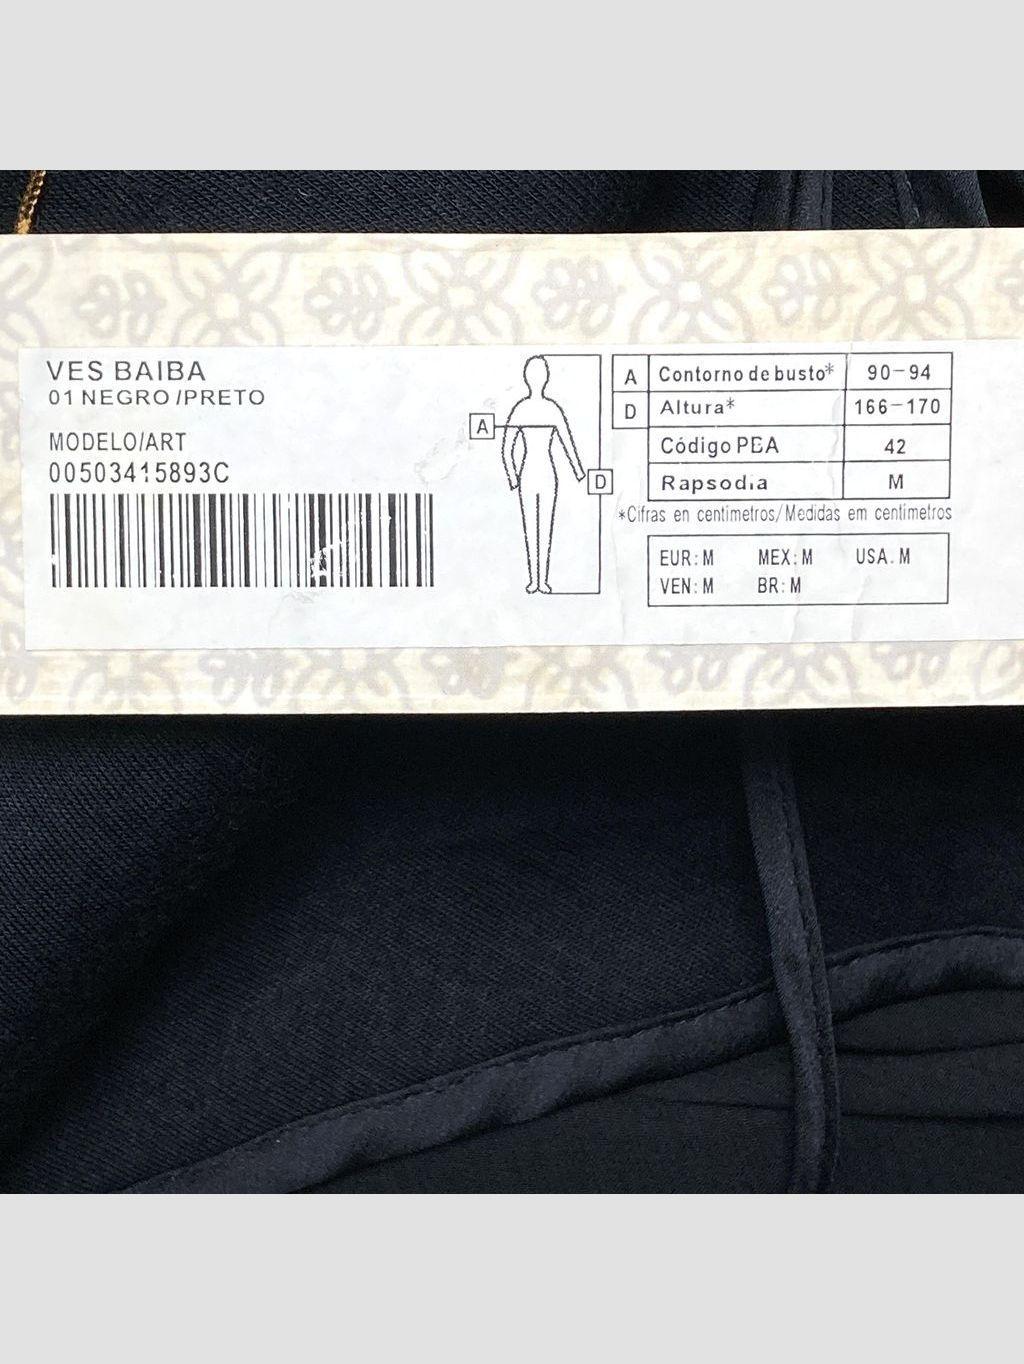 VES BAIBA
01 NEGRO/PRETO
MODELO/ART
00503415893C
A
D
A Contorno de busto* 90-94
D Altura* 166-170
Código PBA 42
Rapsodia M
*Cifras en centimetros/Medidas em centimetros
EUR: M MEX: M USA. M
VEN: M BR: M